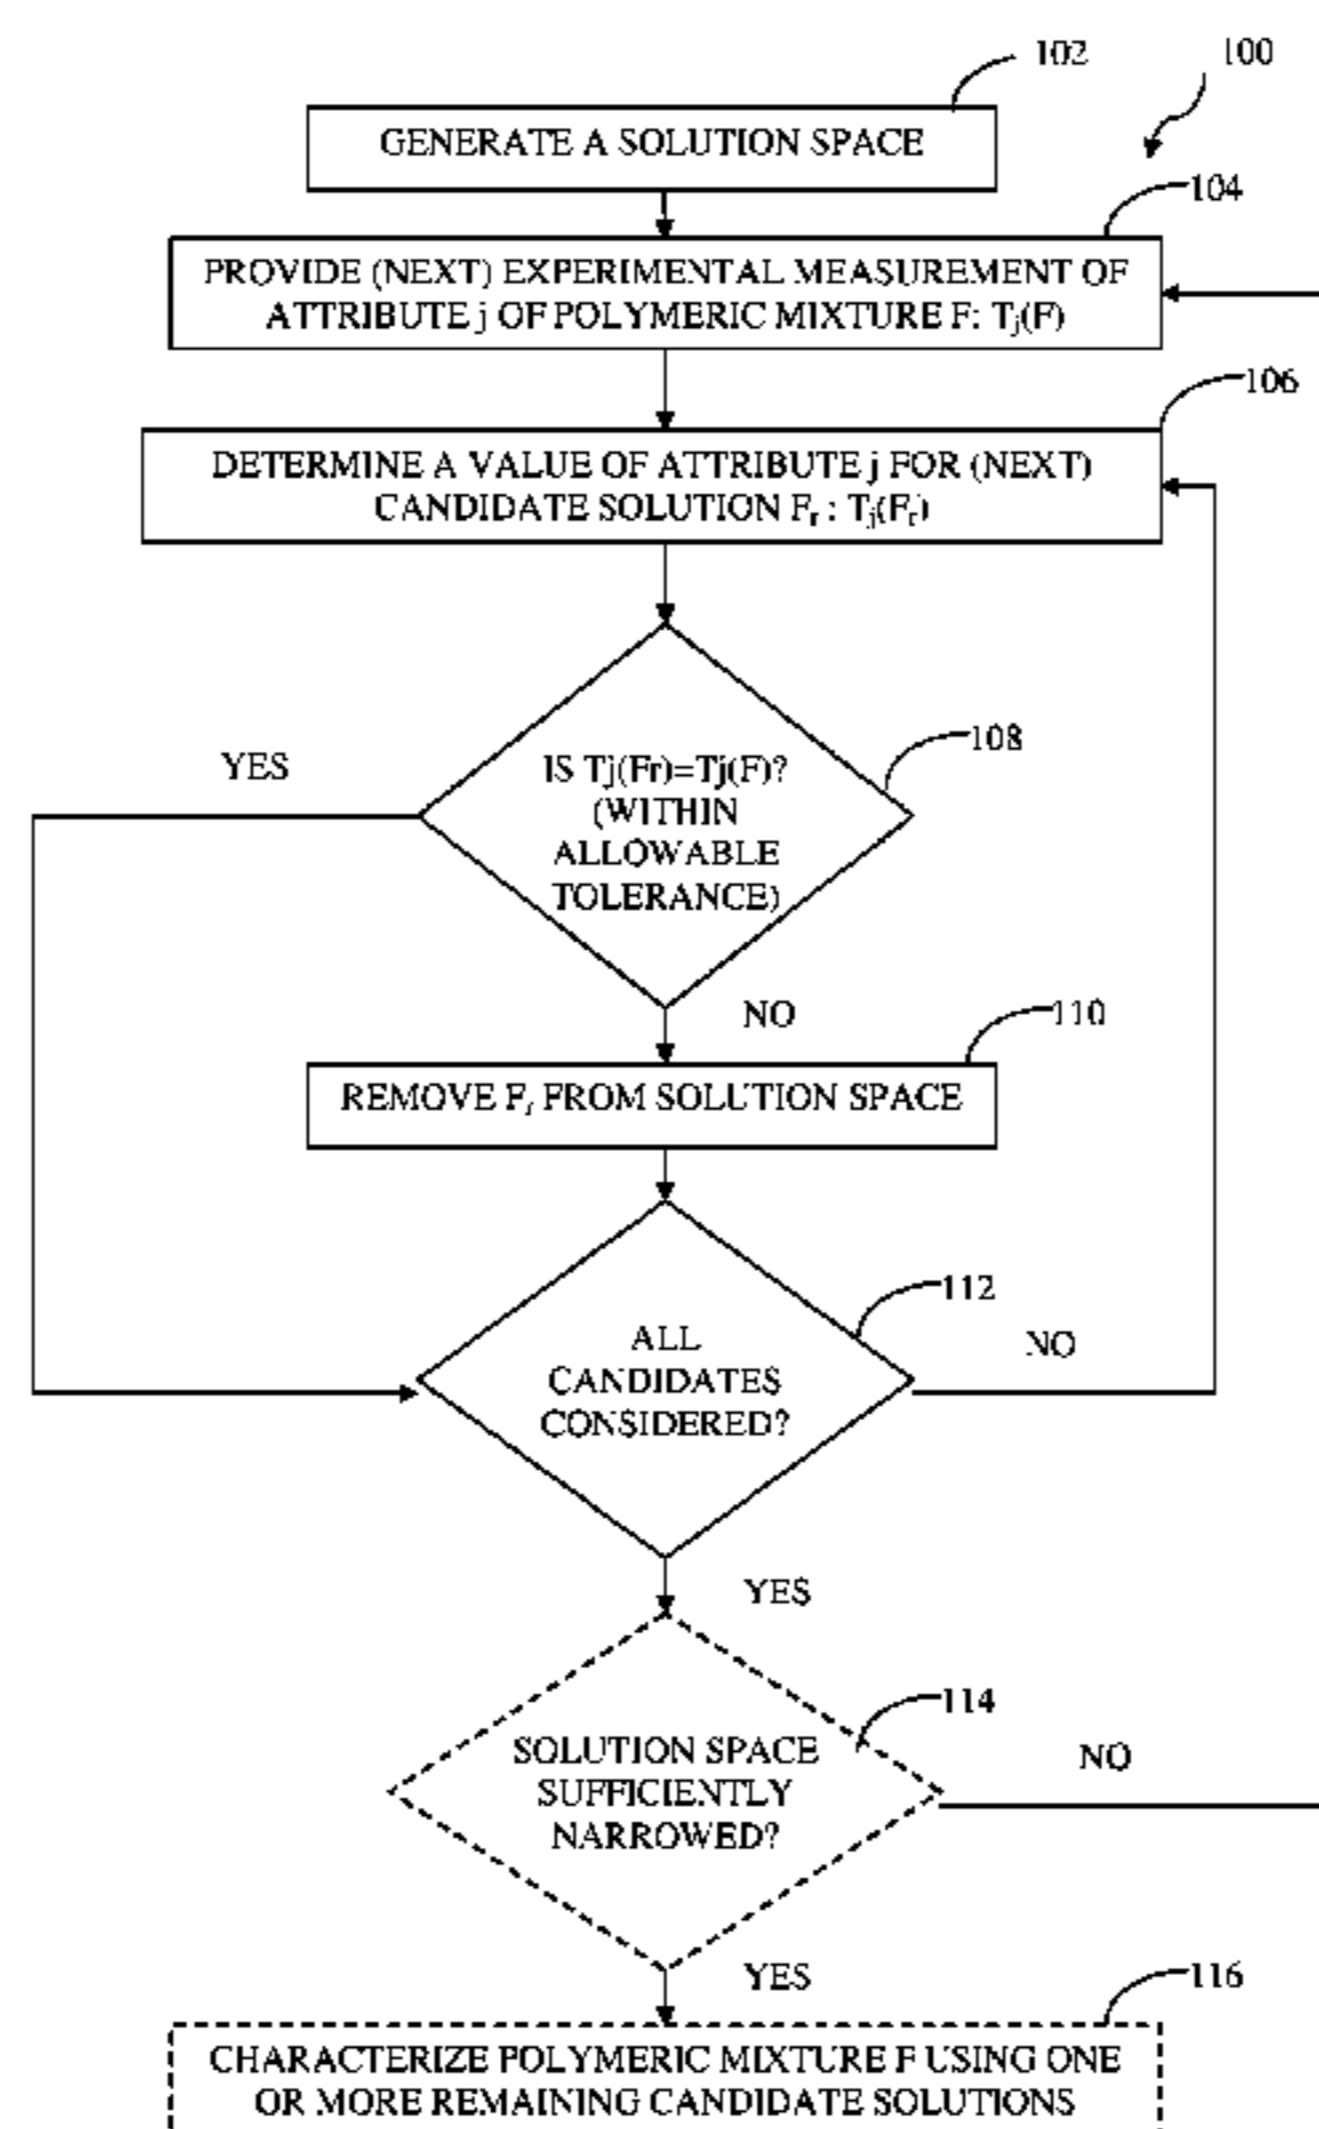 102
100
GENERATE A SOLUTION SPACE
104
PROVIDE (NEXT) EXPERIMENTAL MEASUREMENT OF
ATTRIBUTE j OF POLYMERIC MIXTURE F: Tj(F)
106
DETERMINE A VALUE OF ATTRIBUTE j FOR (NEXT)
CANDIDATE SOLUTION Fr : Tj(Fr)
108
YES
IS Tj(Fr)=Tj(F)?
(WITHIN
ALLOWABLE
TOLERANCE)
NO
110
REMOVE Fr FROM SOLUTION SPACE
112
ALL
CANDIDATES
CONSIDERED?
NO
YES
114
SOLUTION SPACE
SUFFICIENTLY
NARROWED?
NO
YES
116
CHARACTERIZE POLYMERIC MIXTURE F USING ONE
OR MORE REMAINING CANDIDATE SOLUTIONS